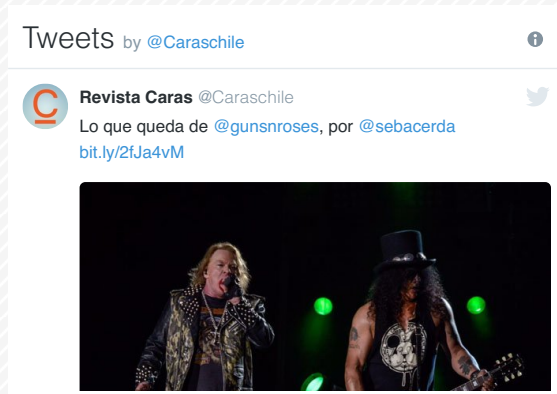 Tweets by @Caraschile
Revista Caras @Caraschile
Lo que queda de @gunsnroses, por @sebacerda
bit.ly/2fJa4vM